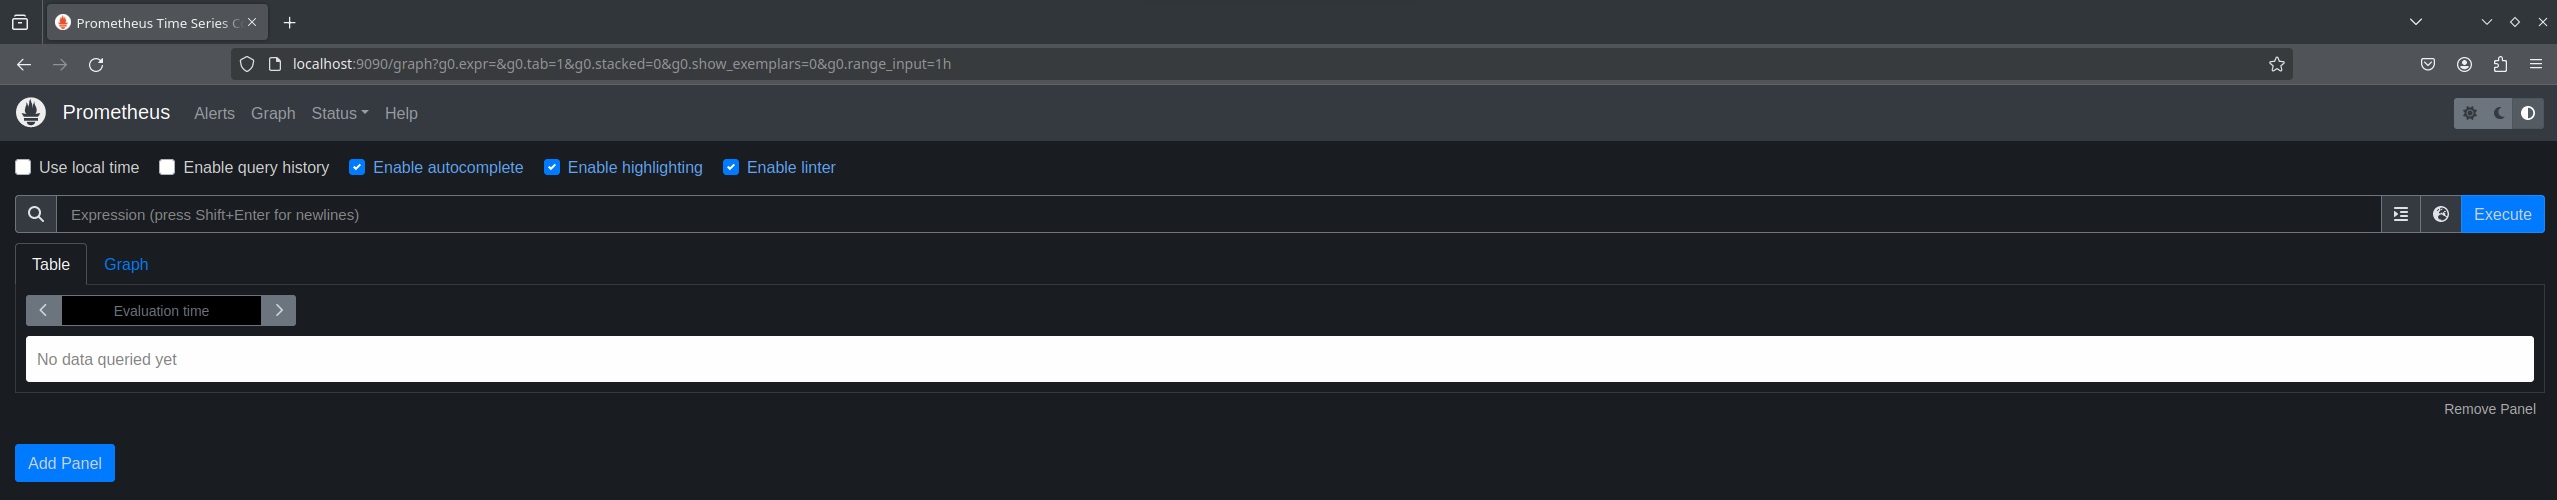 Prometheus Time Series C
localhost:9090/graph?g0.expr=&g0.tab=1&g0.stacked=0&g0.show_exemplars=0&g0.range_input=1h
Prometheus Alerts Graph Status Help
Use local time Enable query history Enable autocomplete Enable highlighting Enable linter
Expression (press Shift+Enter for newlines) Execute
Table Graph
Evaluation time
No data queried yet
Remove Panel
Add Panel